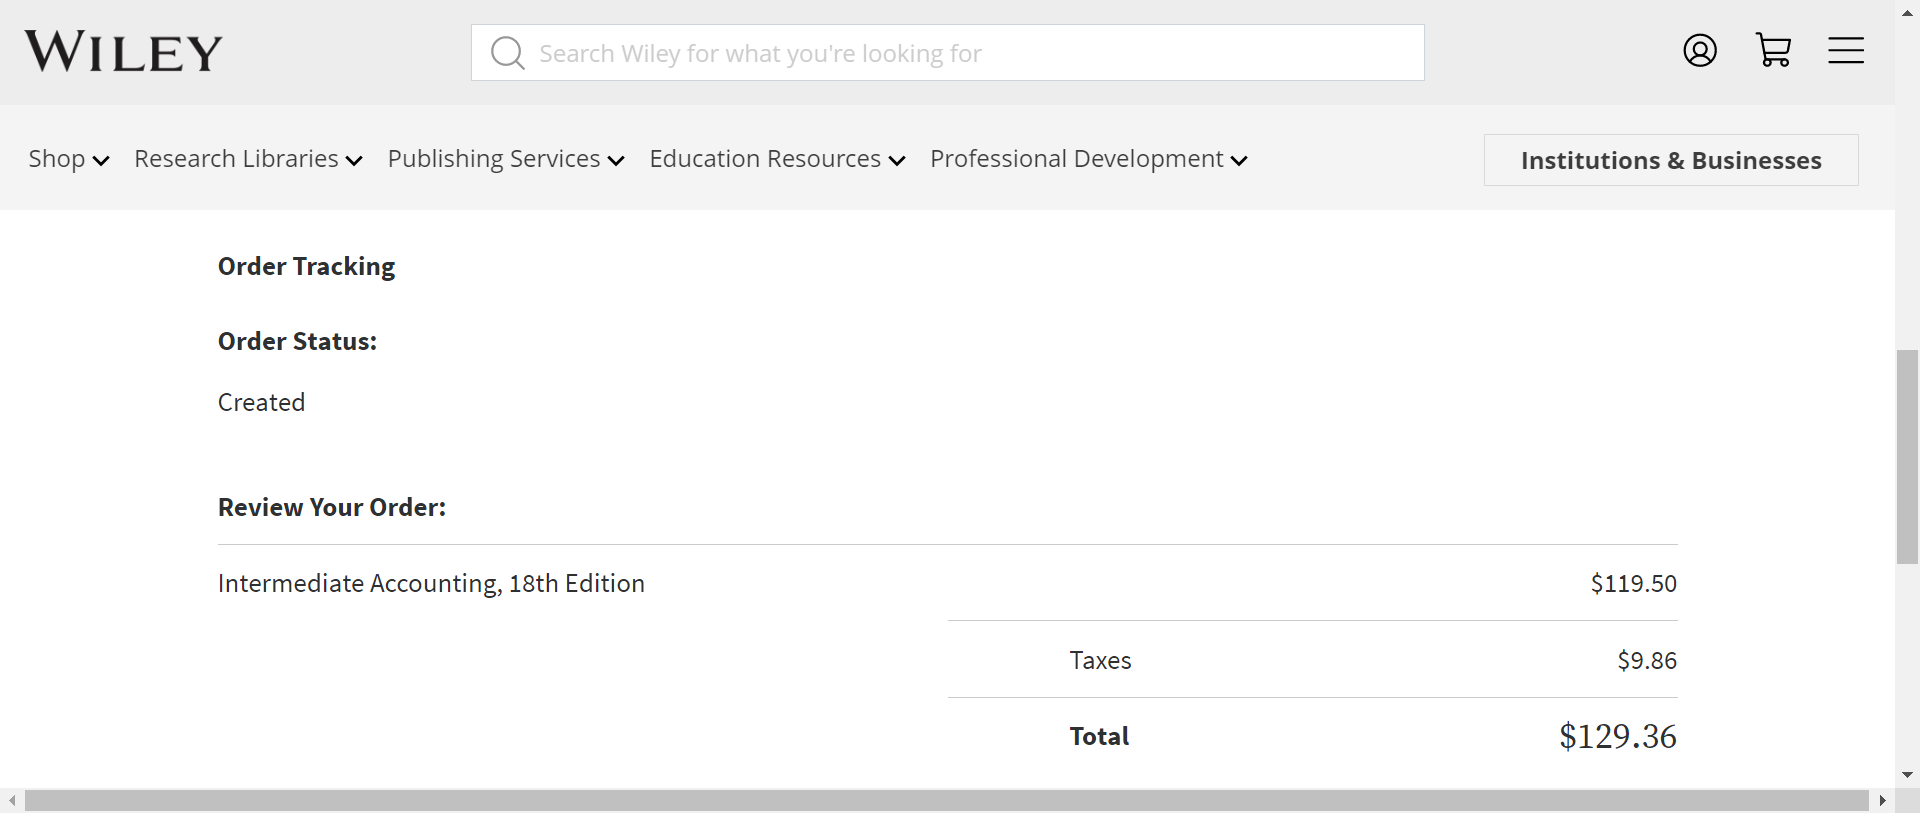 WILEY
Search Wiley for what you're looking for
Shop Research Libraries Publishing Services Education Resources Professional Development Institutions & Businesses
Order Tracking
Order Status:
Created
Review Your Order:
Intermediate Accounting, 18th Edition $119.50
Taxes $9.86
Total $129.36